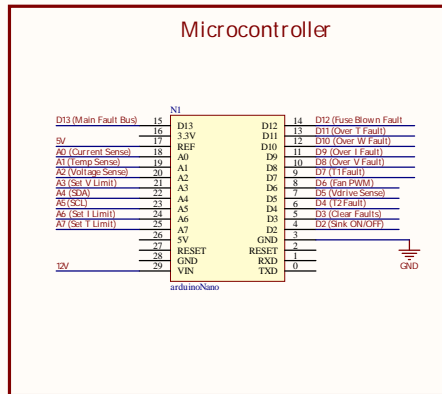 Microcontroller
N1
D13 (Main Fault Bus) 15 D13 D12 14 D12 (Fuse Blown Fault
16 3.3V D11 13 D11 (Over T Fault)
5V 17 REF D10 12 D10 (Over W Fault)
A0 (Current Sense) 18 A0 D9 11 D9 (Over I Fault)
A1 (Temp Sense) 19 A1 D8 10 D8 (Over V Fault)
A2 (Voltage Sense) 20 A2 D7 9 D7 (T1 Fault)
A3 (Set V Limit) 21 A3 D6 8 D6 (Fan PWM)
A4 (SDA) 22 A4 D5 7 D5 (Vdrive Sense)
A5 (SCL) 23 A5 D4 6 D4 (T2 Fault)
A6 (Set I Limit) 24 A6 D3 5 D3 (Clear Faults)
A7 (Set T Limit) 25 A7 D2 4 D2 (Sink ON/OFF)
26 5V GND 3
27 RESET RESET 2
28 GND RXD 1
12V 29 VIN TXD 0
GND
arduinoNano